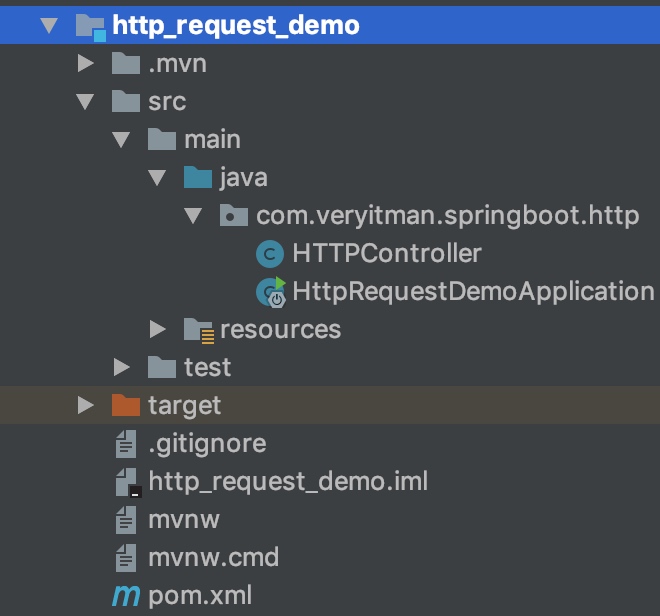 http_request_demo
.mvn
src
main
java
com.veryitman.springboot.http
HTTPController
HttpRequestDemoApplication
resources
test
target
.gitignore
http_request_demo.iml
mvnw
mvnw.cmd
pom.xml